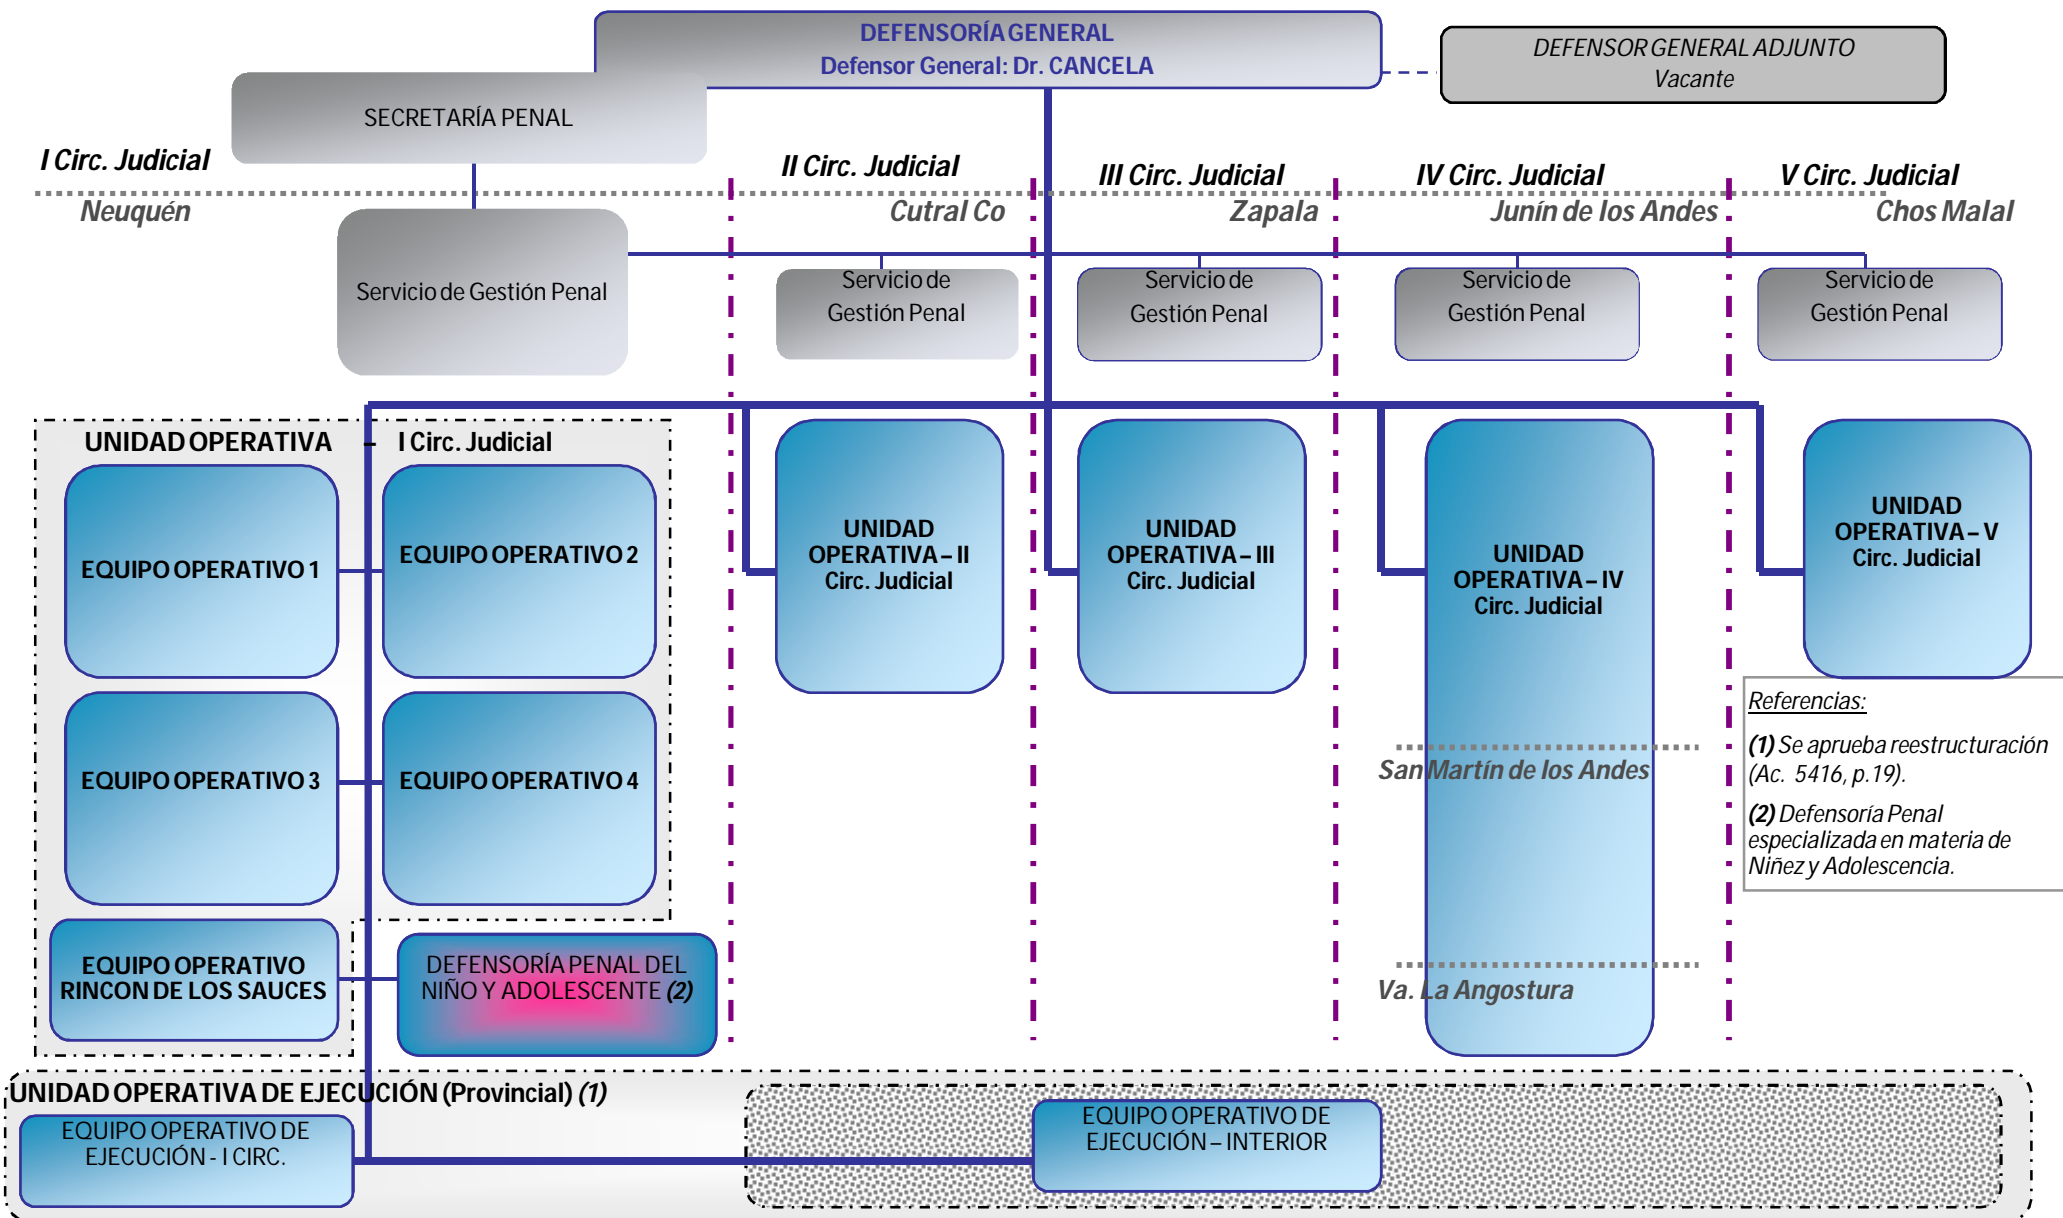 DEFENSORÍA GENERAL
Defensor General: Dr. CANCELA
DEFENSOR GENERAL ADJUNTO
Vacante
SECRETARÍA PENAL
I Circ. Judicial
II Circ. Judicial
III Circ. Judicial
IV Circ. Judicial
V Circ. Judicial
Neuquén
Cutral Co
Zapala
Junín de los Andes
Chos Malal
Servicio de Gestión Penal
Servicio de
Gestión Penal
Servicio de
Gestión Penal
Servicio de
Gestión Penal
Servicio de
Gestión Penal
UNIDAD OPERATIVA – I Circ. Judicial
EQUIPO OPERATIVO 1
EQUIPO OPERATIVO 2
EQUIPO OPERATIVO 3
EQUIPO OPERATIVO 4
EQUIPO OPERATIVO
RINCON DE LOS SAUCES
DEFENSORÍA PENAL DEL
NIÑO Y ADOLESCENTE (2)
UNIDAD
OPERATIVA – II
Circ. Judicial
UNIDAD
OPERATIVA – III
Circ. Judicial
UNIDAD
OPERATIVA – IV
Circ. Judicial
San Martín de los Andes
Va. La Angostura
UNIDAD
OPERATIVA – V
Circ. Judicial
Referencias:
(1) Se aprueba reestructuración
(Ac. 5416, p.19).
(2) Defensoría Penal
especializada en materia de
Niñez y Adolescencia.
UNIDAD OPERATIVA DE EJECUCIÓN (Provincial) (1)
EQUIPO OPERATIVO DE
EJECUCIÓN - I CIRC.
EQUIPO OPERATIVO DE
EJECUCIÓN – INTERIOR